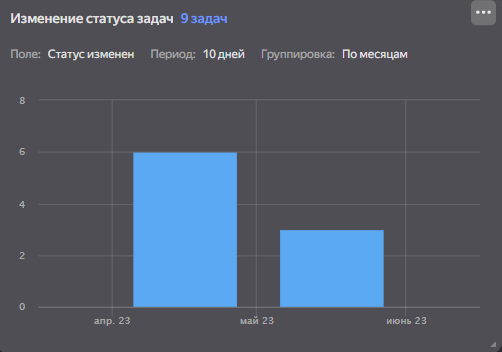 Изменение статуса задач 9 задач
Поле: Статус изменен Период: 10 дней Группировка: По месяцам
8
6
4
2
0
апр. 23 май 23 июнь 23